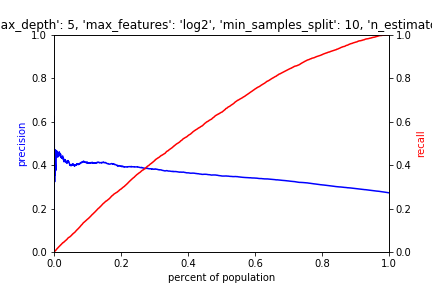 ax_depth': 5, 'max_features': 'log2', 'min_samples_split': 10, 'n_estimat
1.0
0.8
0.6
0.4
0.2
0.0
precision
1.0
0.8
0.6
0.4
0.2
0.0
recall
0.0 0.2 0.4 0.6 0.8 1.0
percent of population